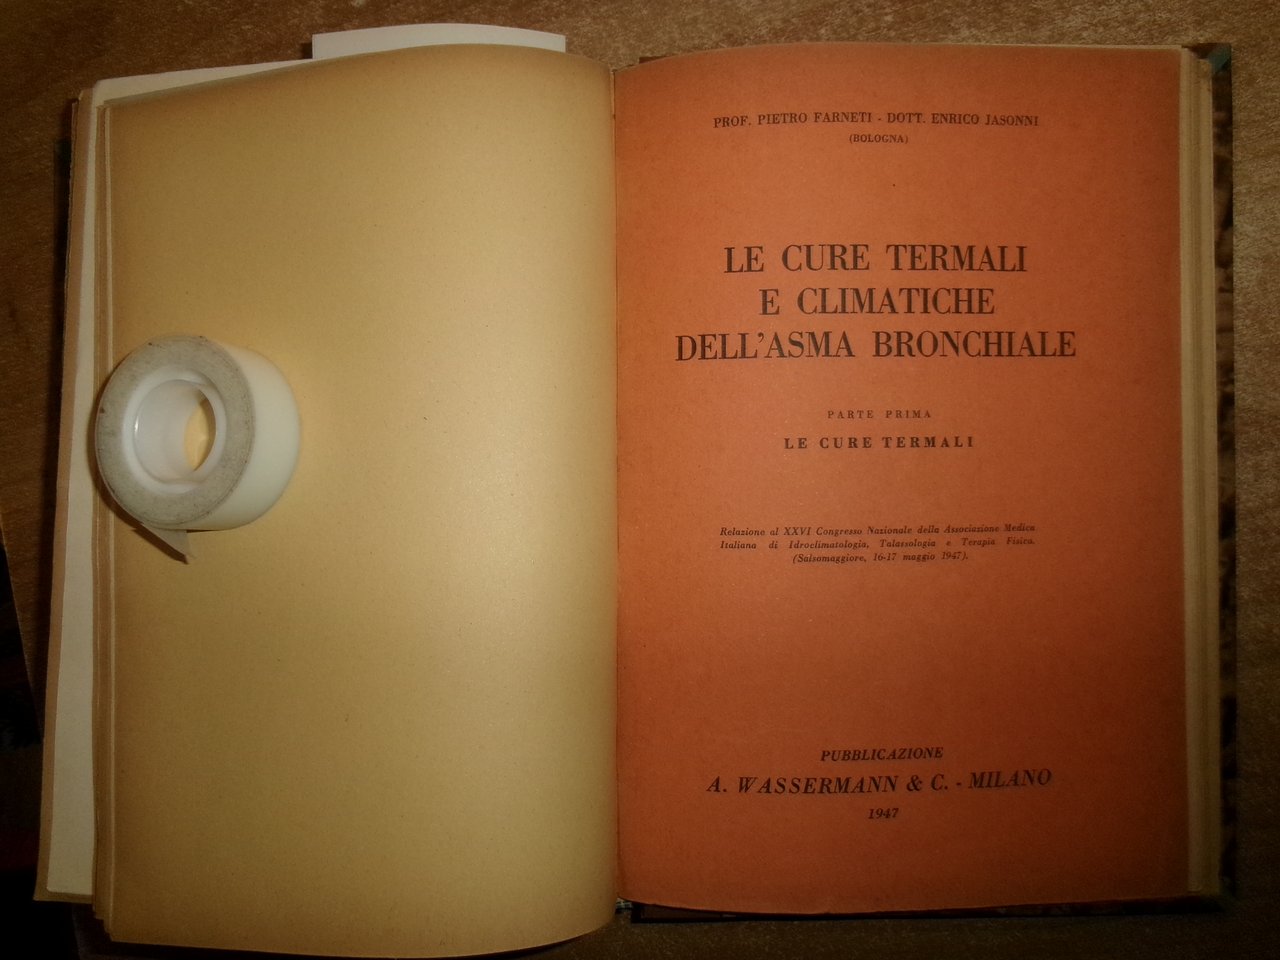 PROF. PIETRO FARNETI - DOTT. ENRICO JASONNI
(BOLOGNA)
LE CURE TERMALI
E CLIMATICHE
DELL'ASMA BRONCHIALE
PARTE PRIMA
LE CURE TERMALI
Relazione al XXVI Congresso Nazionale della Associazione Medica
Italiana di Idroclimatologia, Talassologia e Terapia Fisica.
(Salsomaggiore, 16-17 maggio 1947).
PUBBLICAZIONE
A. WASSERMANN & C. - MILANO
1947